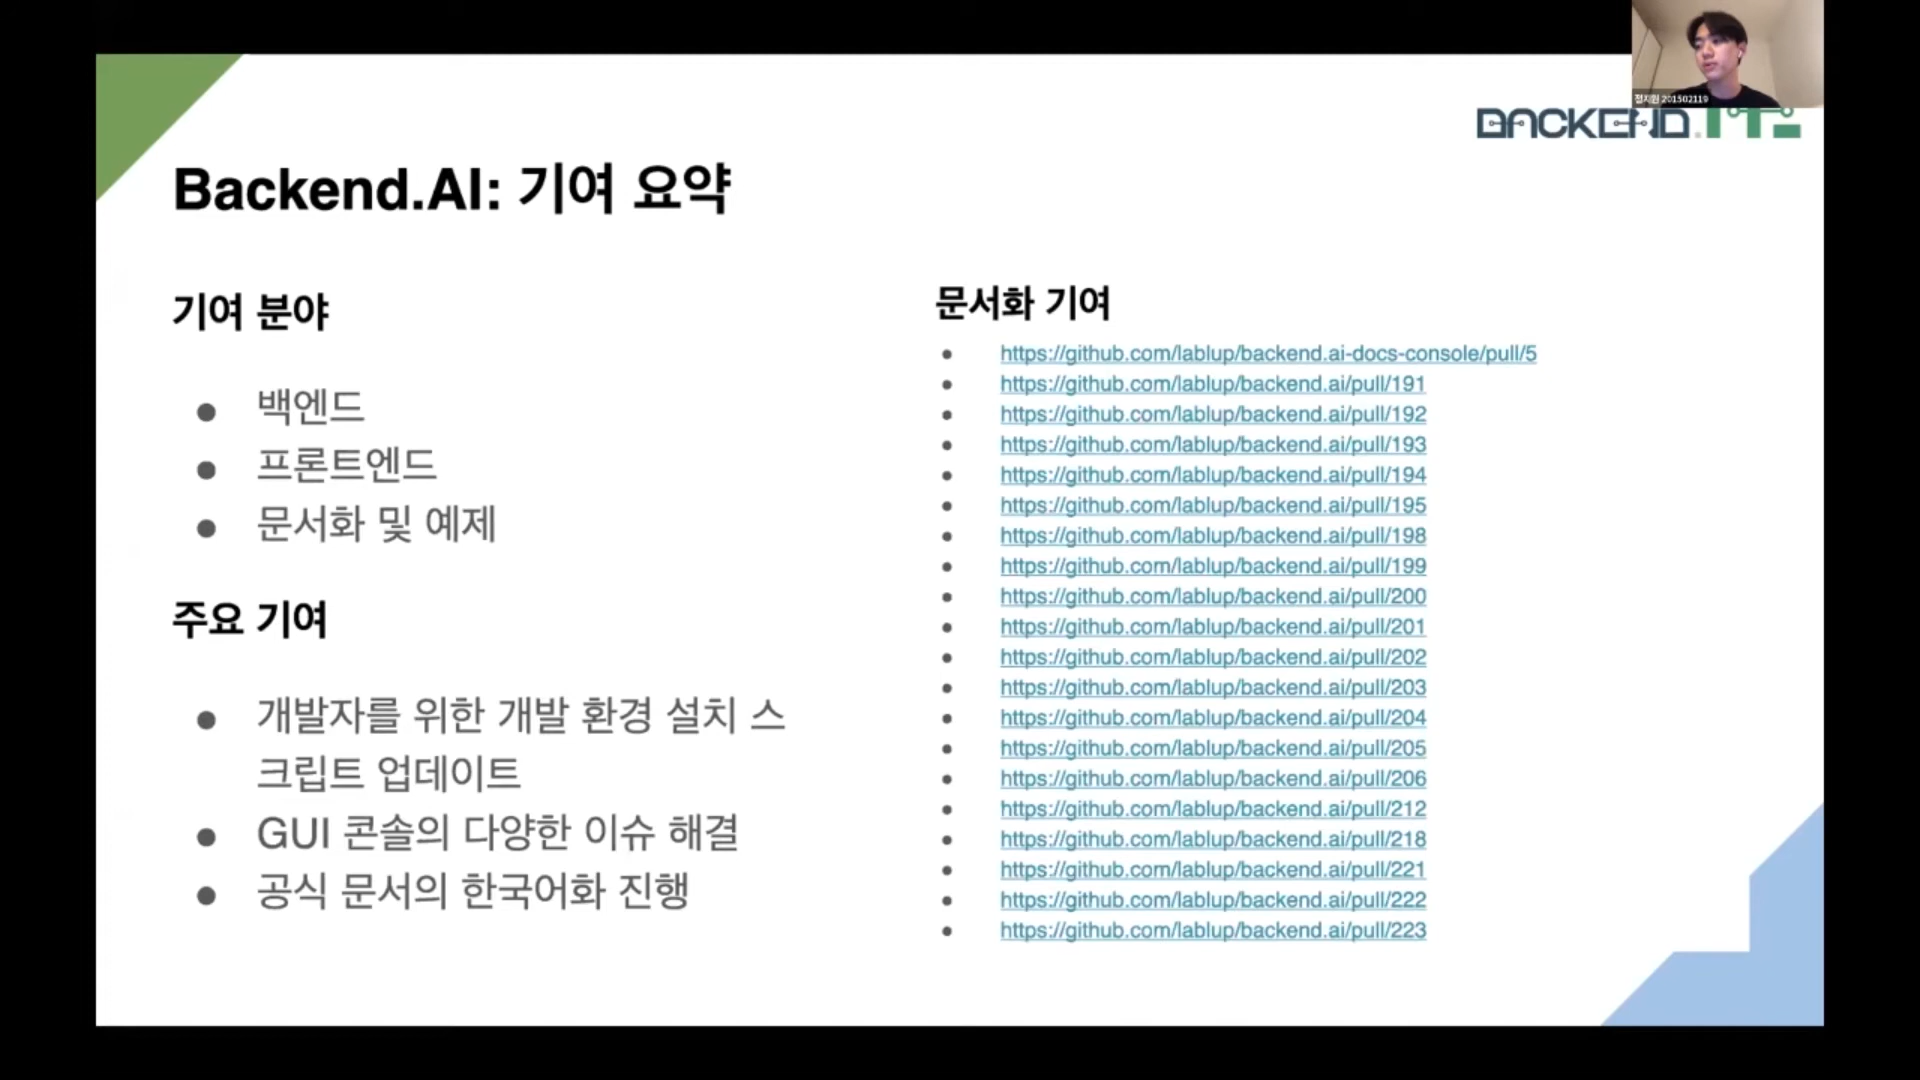 정지원 201502119
BACKEND.AI
Backend.AI: 기여 요약
기여 분야
백엔드
프론트엔드
문서화 및 예제
주요 기여
개발자를 위한 개발 환경 설치 스
크립트 업데이트
GUI 콘솔의 다양한 이슈 해결
공식 문서의 한국어화 진행
문서화 기여
https://github.com/lablup/backend.ai-docs-console/pull/5
https://github.com/lablup/backend.ai/pull/191
https://github.com/lablup/backend.ai/pull/192
https://github.com/lablup/backend.ai/pull/193
https://github.com/lablup/backend.ai/pull/194
https://github.com/lablup/backend.ai/pull/195
https://github.com/lablup/backend.ai/pull/198
https://github.com/lablup/backend.ai/pull/199
https://github.com/lablup/backend.ai/pull/200
https://github.com/lablup/backend.ai/pull/201
https://github.com/lablup/backend.ai/pull/202
https://github.com/lablup/backend.ai/pull/203
https://github.com/lablup/backend.ai/pull/204
https://github.com/lablup/backend.ai/pull/205
https://github.com/lablup/backend.ai/pull/206
https://github.com/lablup/backend.ai/pull/212
https://github.com/lablup/backend.ai/pull/218
https://github.com/lablup/backend.ai/pull/221
https://github.com/lablup/backend.ai/pull/222
https://github.com/lablup/backend.ai/pull/223